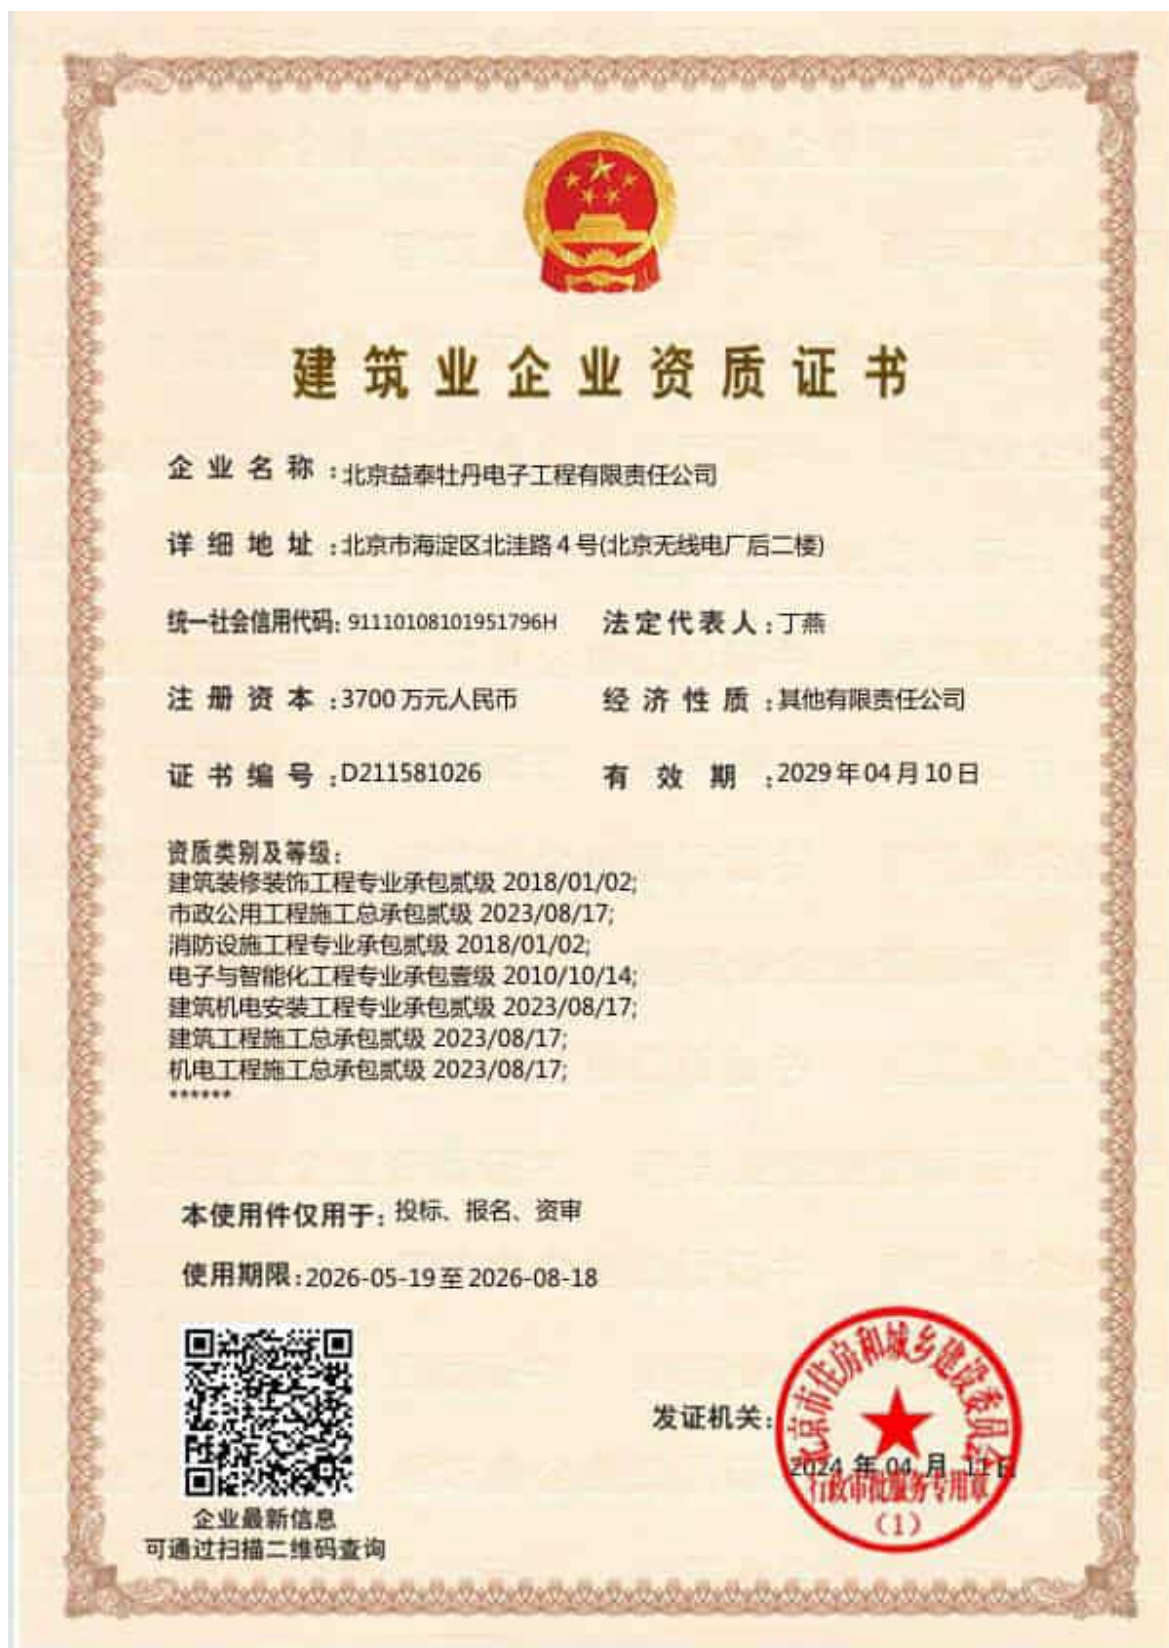 建筑业企业资质证书
企业名称:北京益泰牡丹电子工程有限责任公司
详细地址:北京市海淀区北洼路4号(北京无线电厂后二楼)
统一社会信用代码:91110108101951796H 法定代表人:丁燕
注册资本:3700万元人民币 经济性质:其他有限责任公司
证书编号:D211581026 有效期:2029年04月10日
资质类别及等级:
建筑装修装饰工程专业承包贰级 2018/01/02;
市政公用工程施工总承包贰级 2023/08/17;
消防设施工程专业承包贰级 2018/01/02;
电子与智能化工程专业承包壹级 2010/10/14;
建筑机电安装工程专业承包贰级 2023/08/17;
建筑工程施工总承包贰级 2023/08/17;
机电工程施工总承包贰级 2023/08/17;
******
本使用件仅用于:投标、报名、资审
使用期限:2026-05-19至2026-08-18
北京市住房和城乡建设委员会
发证机关:
2024年04月11日
行政审批服务专用章
(1)
企业最新信息
可通过扫描二维码查询